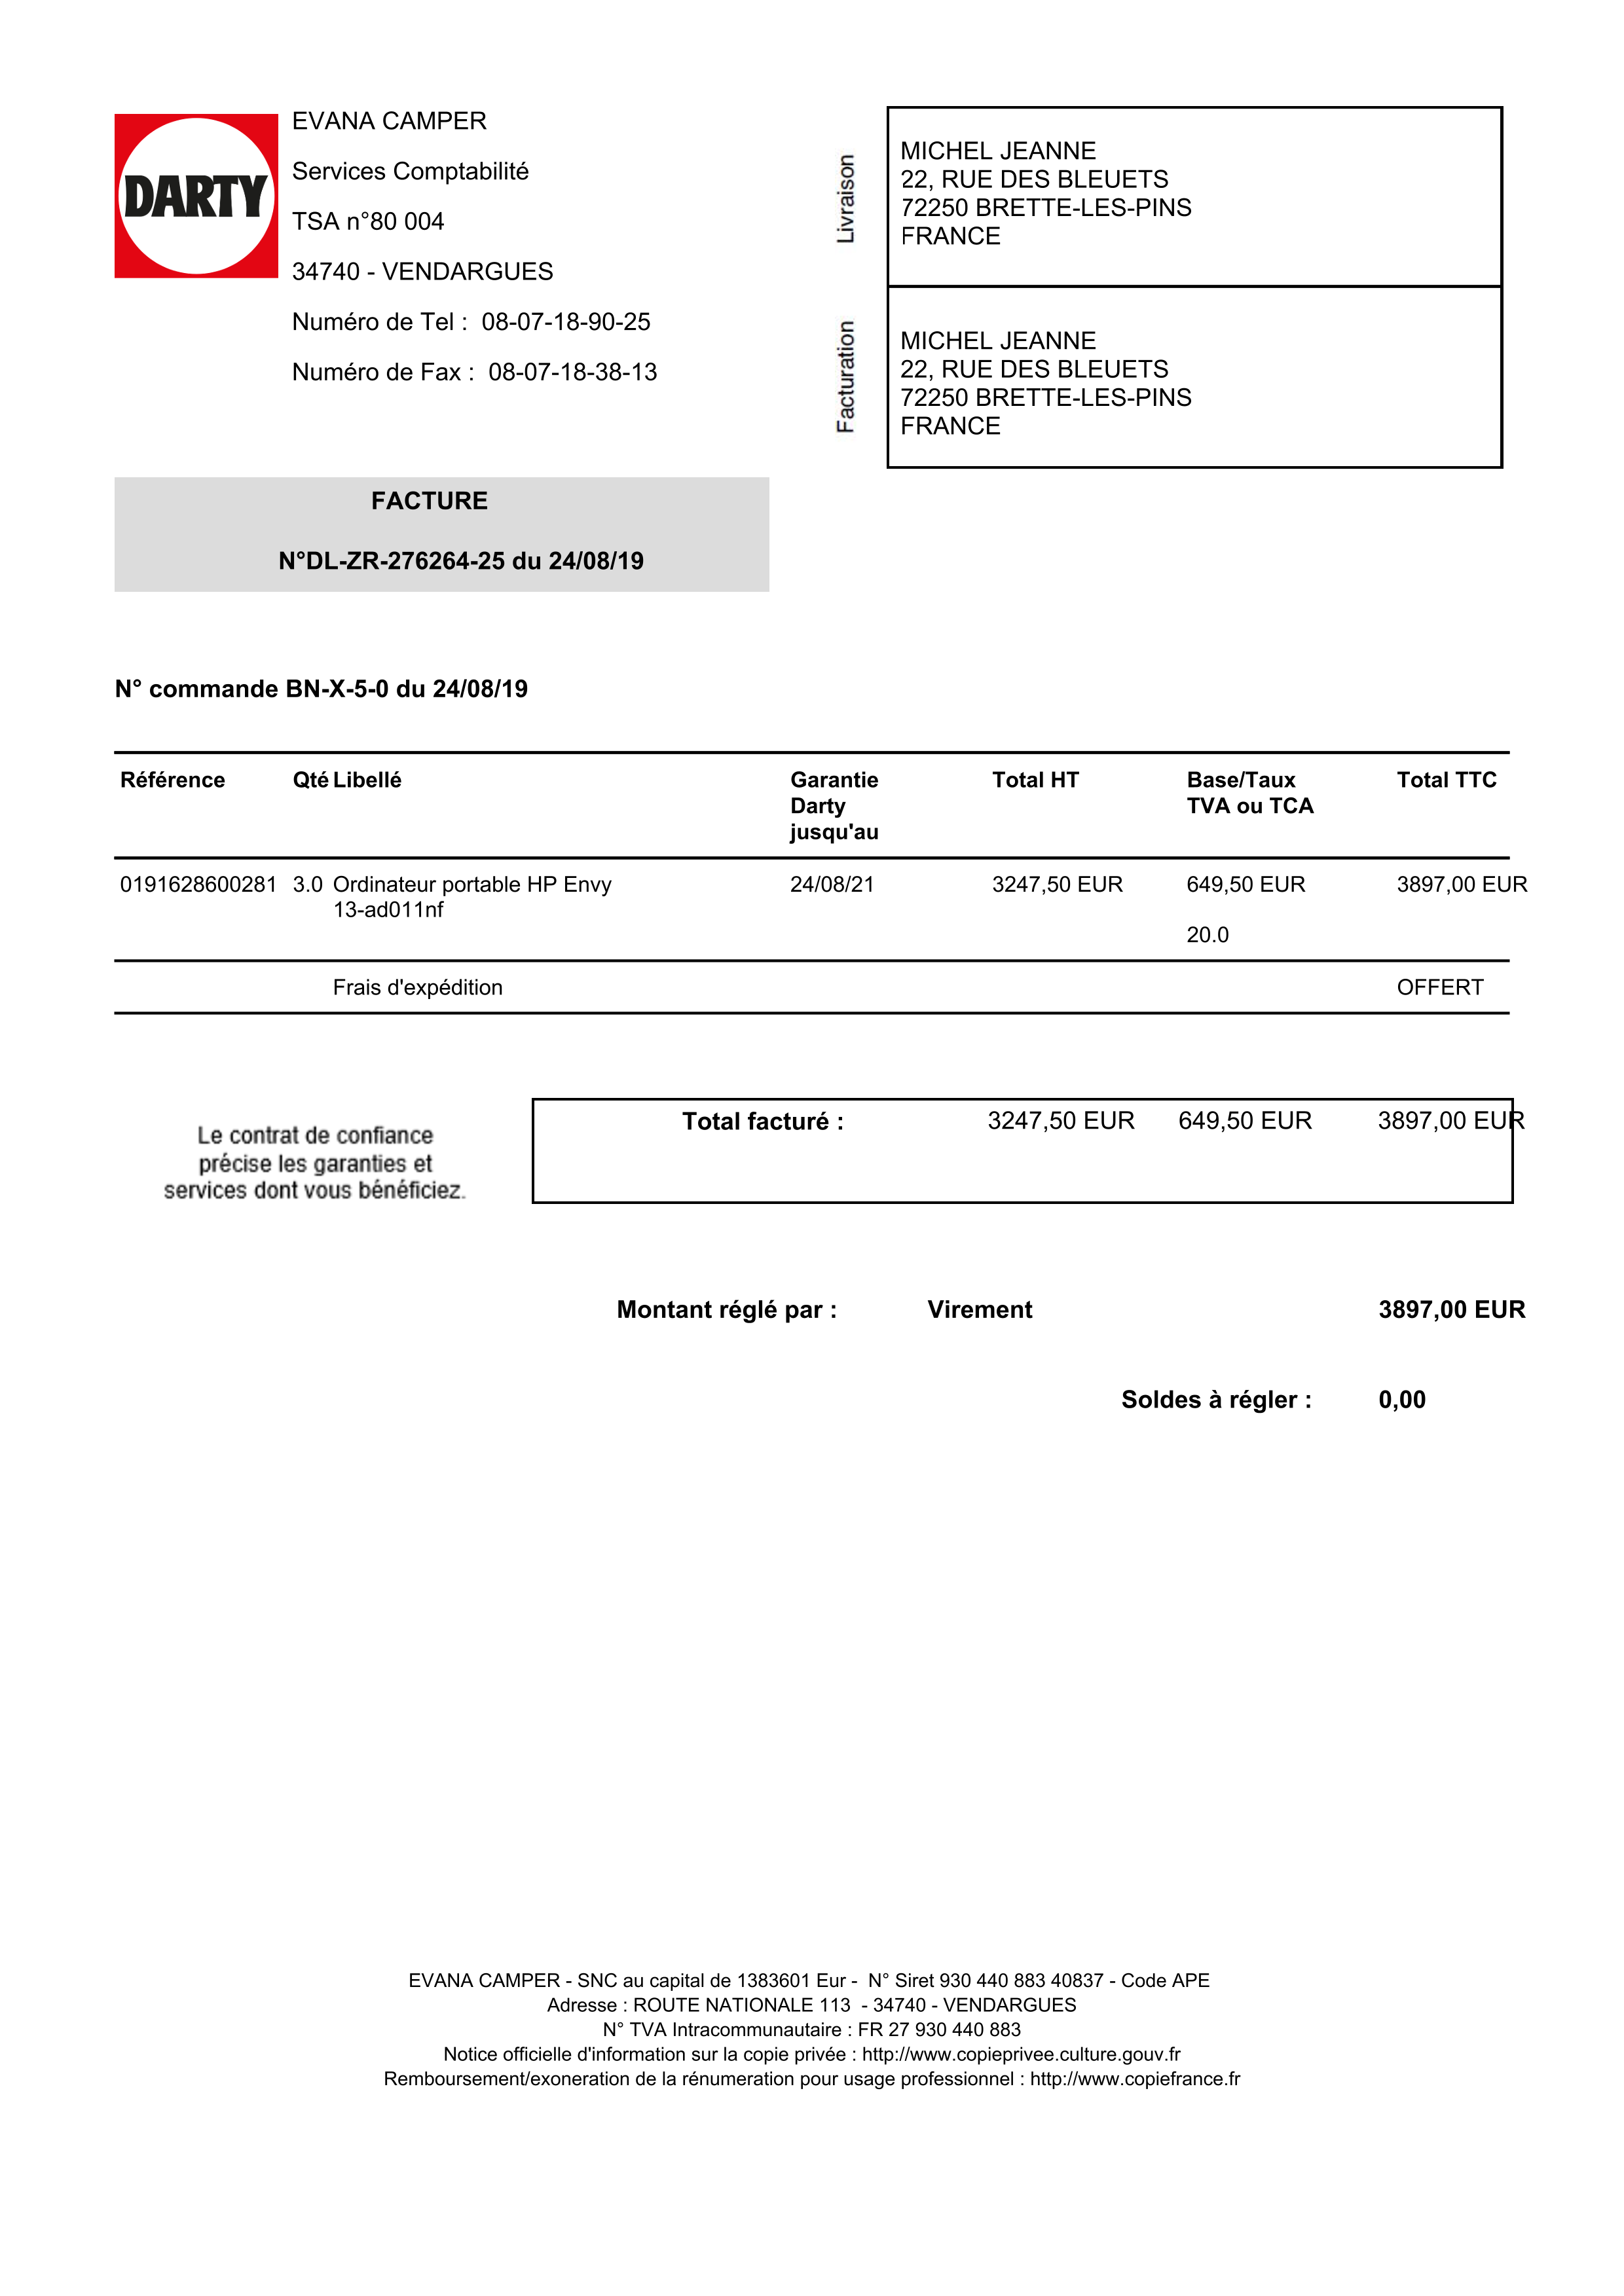 DARTY
EVANA CAMPER
Services Comptabilité
TSA n°80 004
34740 - VENDARGUES
Numéro de Tel : 08-07-18-90-25
Numéro de Fax : 08-07-18-38-13
Livraison
MICHEL JEANNE
22, RUE DES BLEUETS
72250 BRETTE-LES-PINS
FRANCE
Facturation
MICHEL JEANNE
22, RUE DES BLEUETS
72250 BRETTE-LES-PINS
FRANCE
FACTURE
N°DL-ZR-276264-25 du 24/08/19
N° commande BN-X-5-0 du 24/08/19
Référence Qté Libellé Garantie Darty jusqu'au Total HT Base/Taux TVA ou TCA Total TTC
0191628600281 3.0 Ordinateur portable HP Envy 24/08/21 3247,50 EUR 649,50 EUR 3897,00 EUR
13-ad011nf
20.0
Frais d'expédition OFFERT
Le contrat de confiance
précise les garanties et
services dont vous bénéficiez.
Total facturé : 3247,50 EUR 649,50 EUR 3897,00 EUR
Montant réglé par : Virement 3897,00 EUR
Soldes à régler : 0,00
EVANA CAMPER - SNC au capital de 1383601 Eur - N° Siret 930 440 883 40837 - Code APE
Adresse : ROUTE NATIONALE 113 - 34740 - VENDARGUES
N° TVA Intracommunautaire : FR 27 930 440 883
Notice officielle d'information sur la copie privée : http://www.copieprivee.culture.gouv.fr
Remboursement/exoneration de la rénumeration pour usage professionnel : http://www.copiefrance.fr